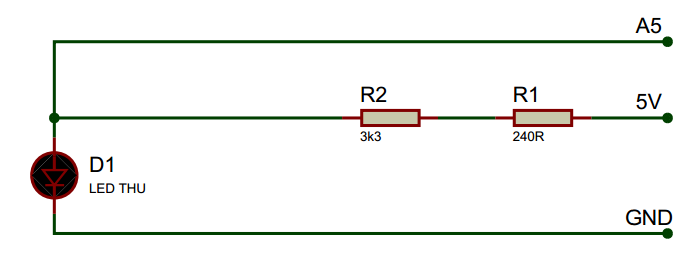 A5
R2
R1
5V
3k3
240R
D1
LED THU
GND